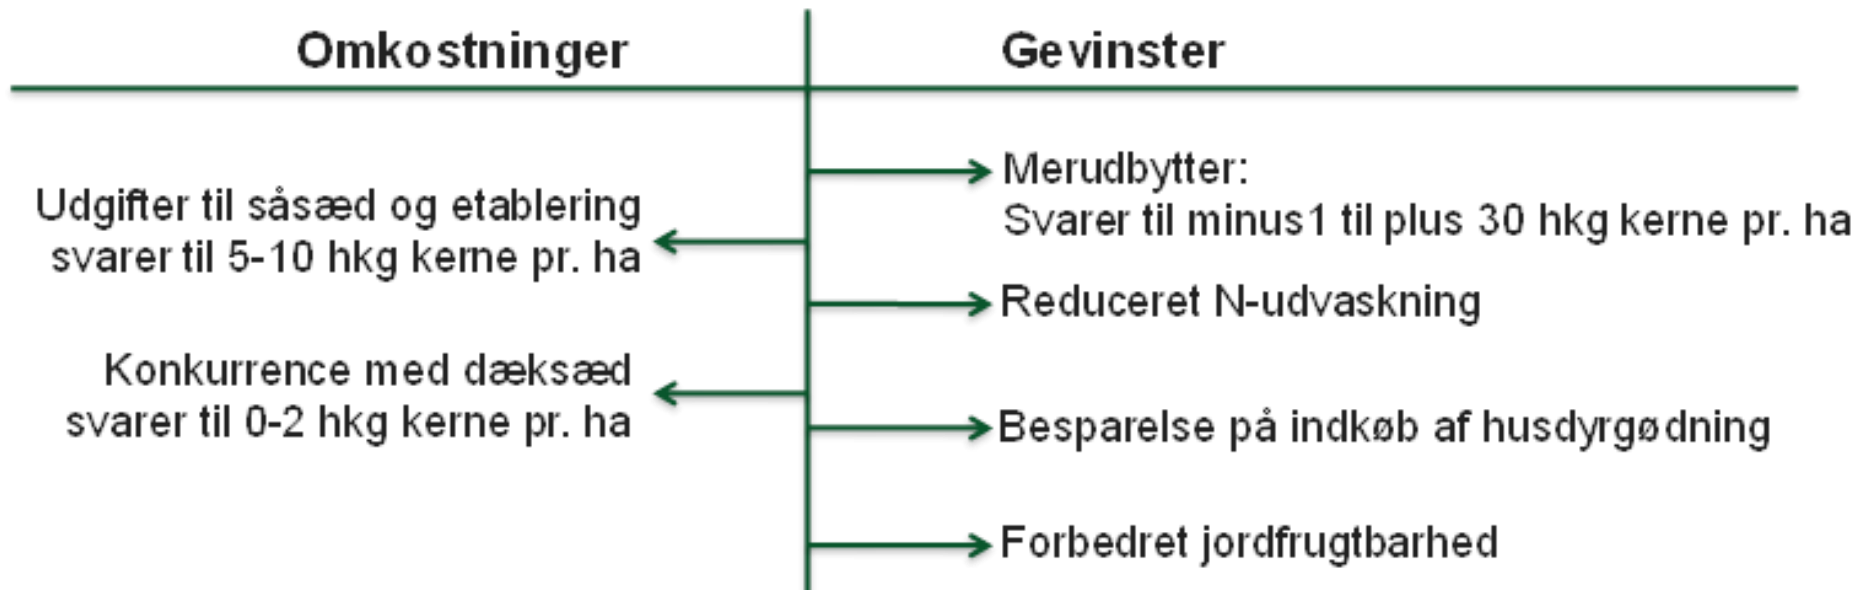 Omkostninger
Udgifter til såsæd og etablering
svarer til 5-10 hkg kerne pr. ha
Konkurrence med dæksæd
svarer til 0-2 hkg kerne pr. ha
Gevinster
Merudbytter:
Svarer til minus1 til plus 30 hkg kerne pr. ha
Reduceret N-udvaskning
Besparelse på indkøb af husdyrgødning
Forbedret jordfrugtbarhed